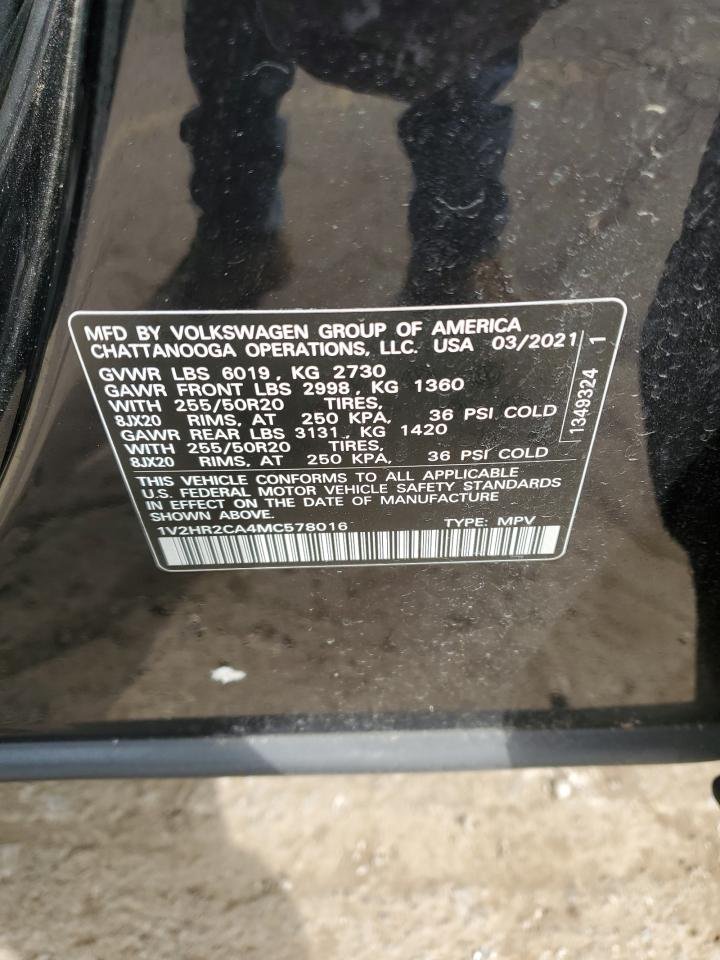 MFD BY VOLKSWAGEN GROUP OF AMERICA
CHATTANOOGA OPERATIONS, LLC. USA 03/2021
GVWR LBS 6019, KG 2730
GAWR FRONT LBS 2998, KG 1360
WITH 255/50R20 TIRES,
8JX20 RIMS, AT 250 KPA, 36 PSI COLD
GAWR REAR LBS 3131, KG 1420
WITH 255/50R20 TIRES,
8JX20 RIMS, AT 250 KPA, 36 PSI COLD
THIS VEHICLE CONFORMS TO ALL APPLICABLE
U.S. FEDERAL MOTOR VEHICLE SAFETY STANDARDS
IN EFFECT ON THE DATE OF MANUFACTURE
SHOWN ABOVE.
1V2HR2CA4MC578016 TYPE: MPV
1349324 1